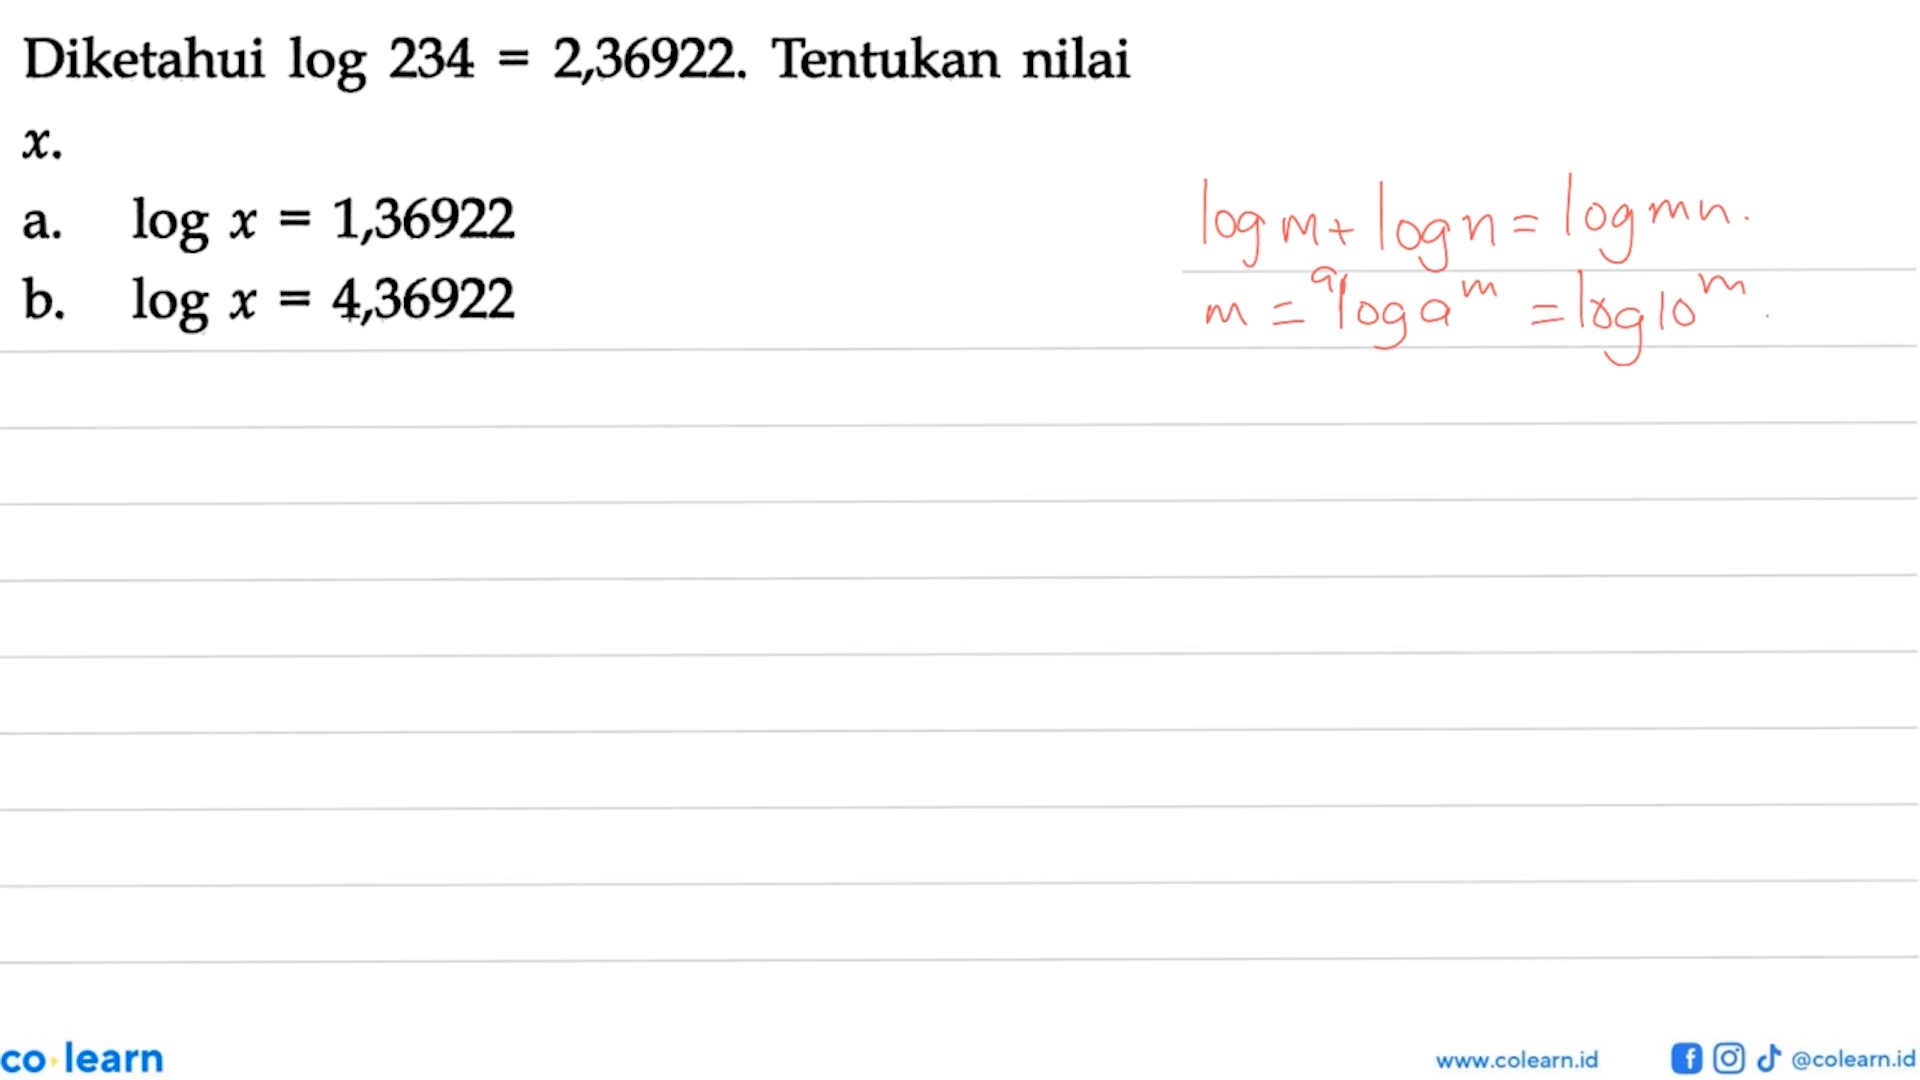 Diketahui log 234 = 2,36922. Tentukan nilai
x.
a. log x = 1,36922
b. log x = 4,36922
log m + log n = log mn.
m = ᵃlog aᵐ = log 10ᵐ.
co learn
www.colearn.id
@colearn.id